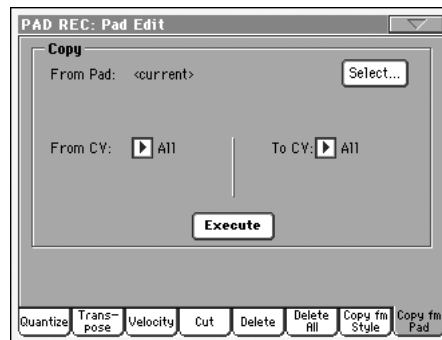 PAD REC: Pad Edit
Copy
From Pad: <current>
Select...
From CV: All
To CV: All
Execute
Quantize
Trans-
pose
Velocity
Cut
Delete
Delete
All
Copy fm
Style
Copy fm
Pad